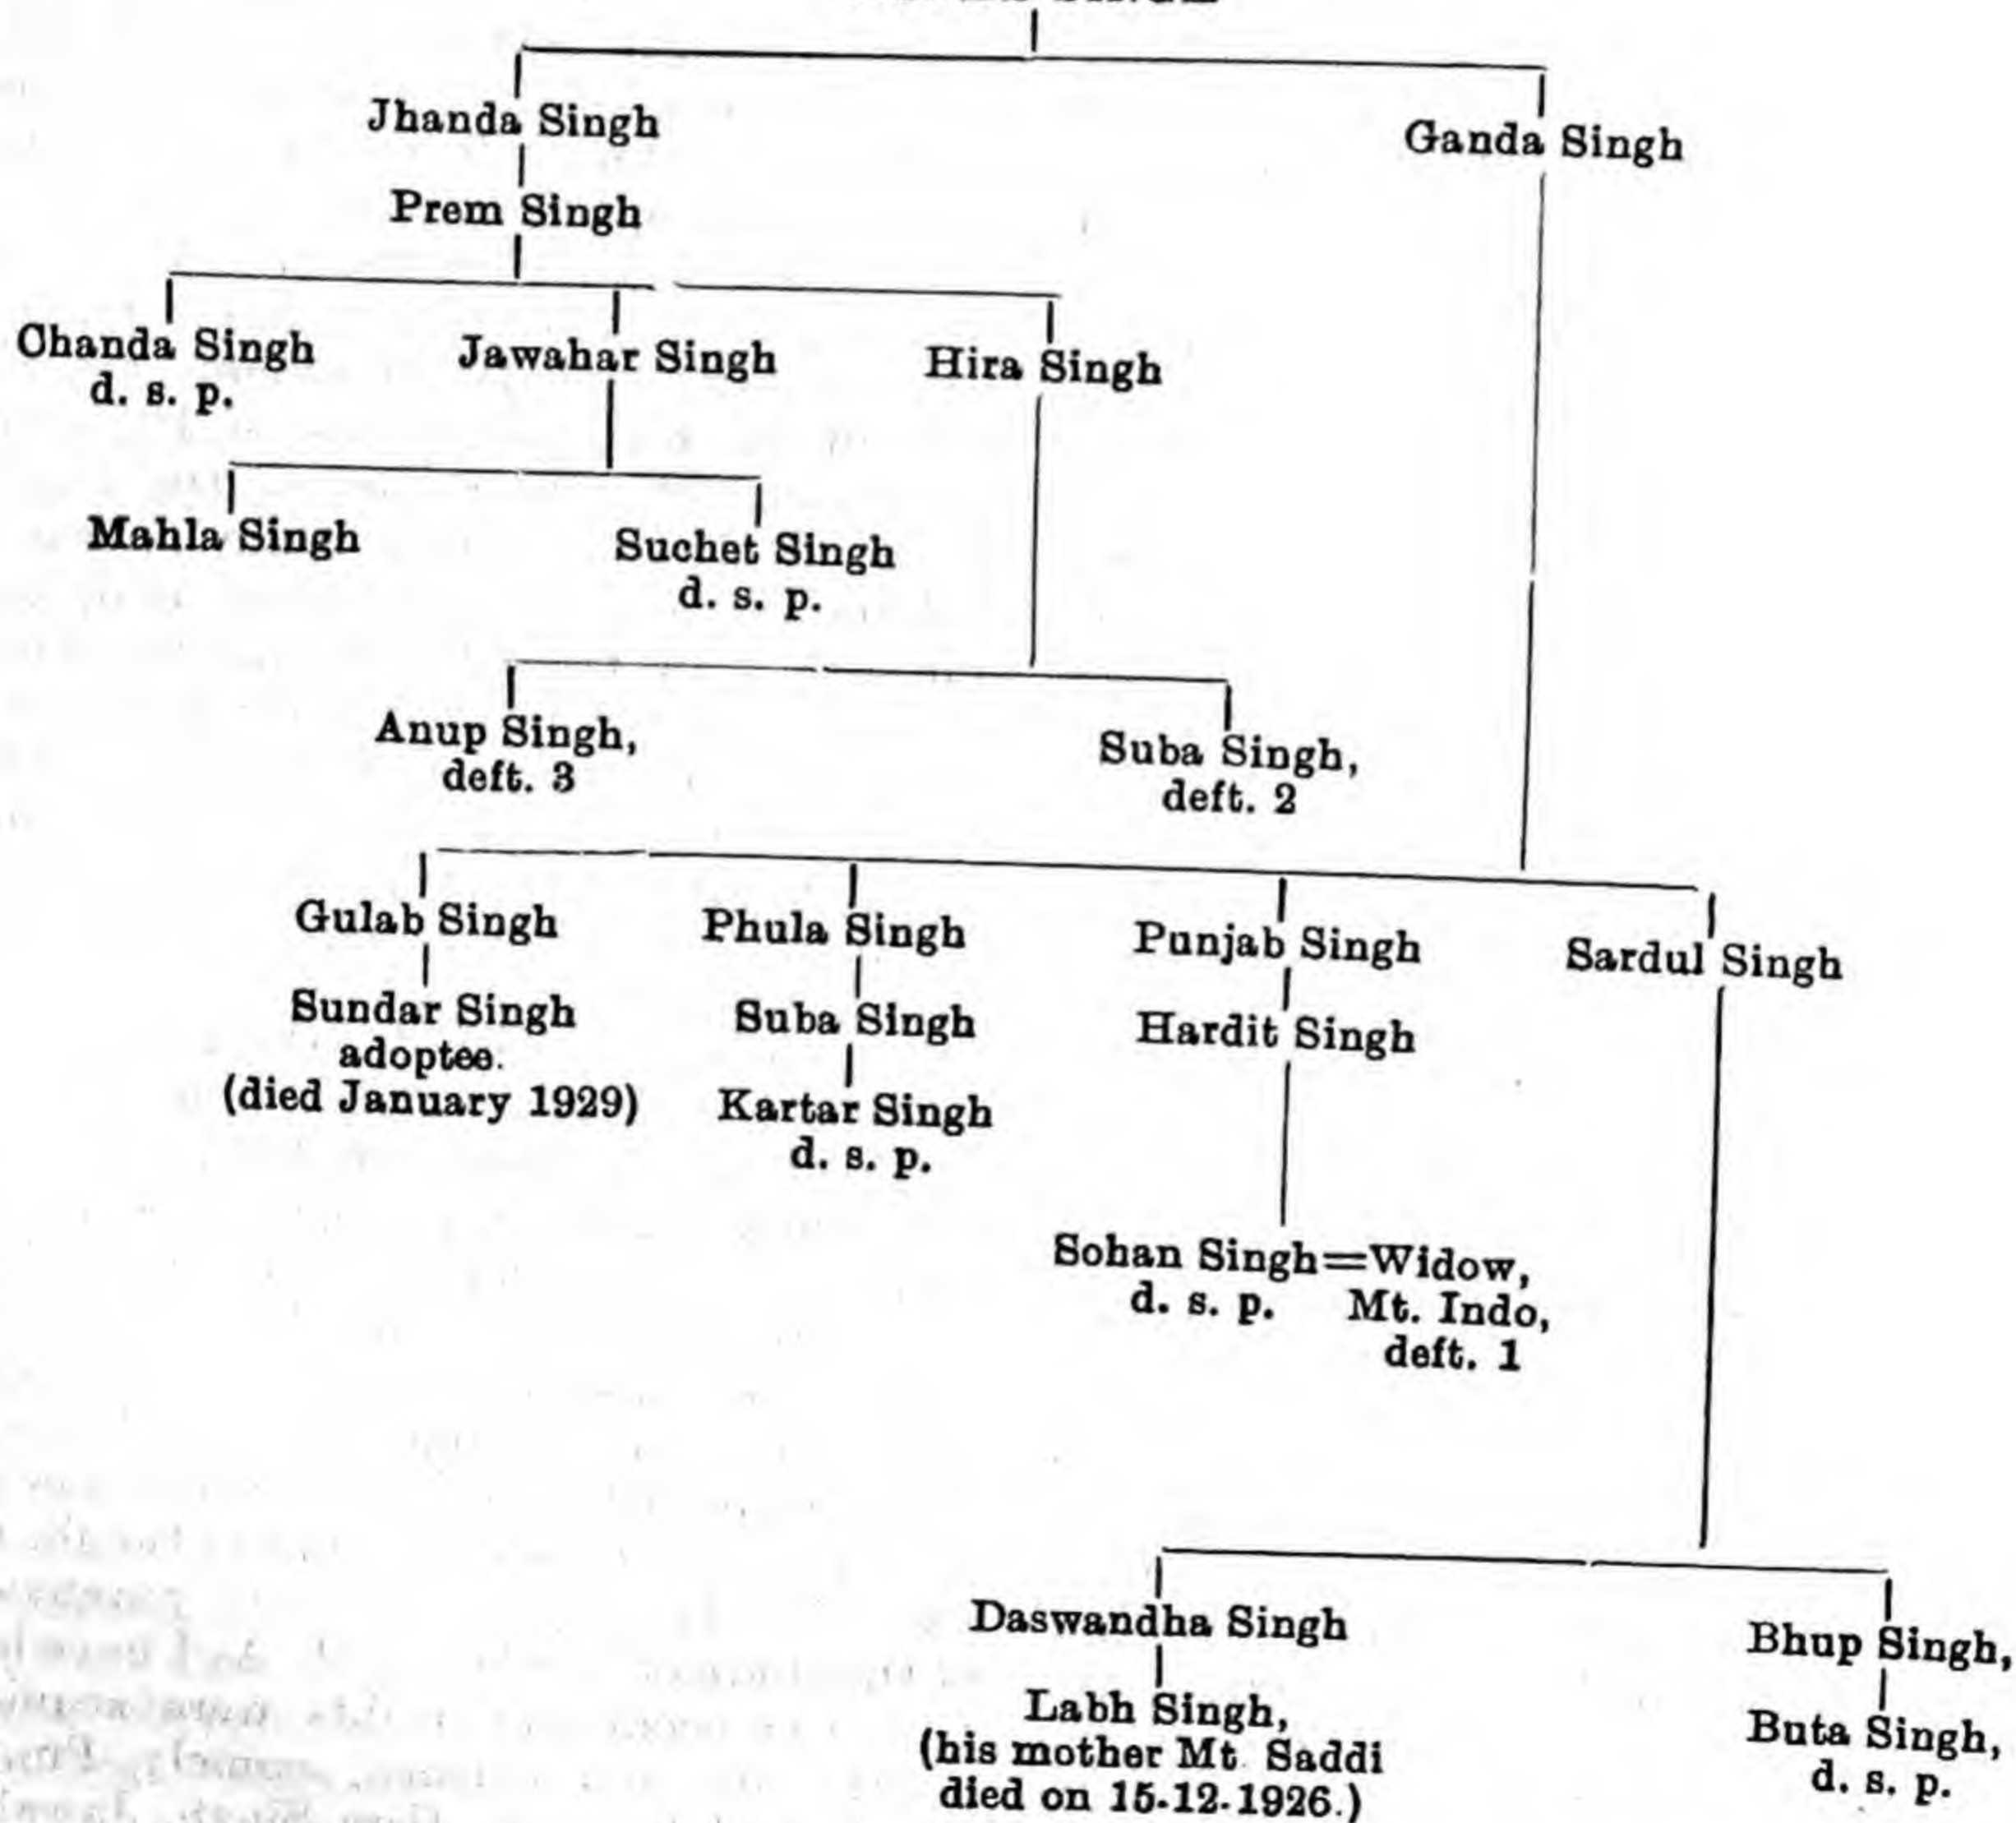 Jhanda Singh
Ganda Singh
Prem Singh
Chanda Singh
d. s. p.
Jawahar Singh
Hira Singh
Mahla Singh
Suchet Singh
d. s. p.
Anup Singh,
deft. 3
Suba Singh,
deft. 2
Gulab Singh
Phula Singh
Punjab Singh
Sardul Singh
Sundar Singh
adoptee.
(died January 1929)
Suba Singh
Hardit Singh
Kartar Singh
d. s. p.
Sohan Singh=Widow,
d. s. p. Mt. Indo,
deft. 1
Daswandha Singh
Bhup Singh,
Labh Singh,
(his mother Mt. Saddi
died on 15-12-1926.)
Buta Singh,
d. s. p.